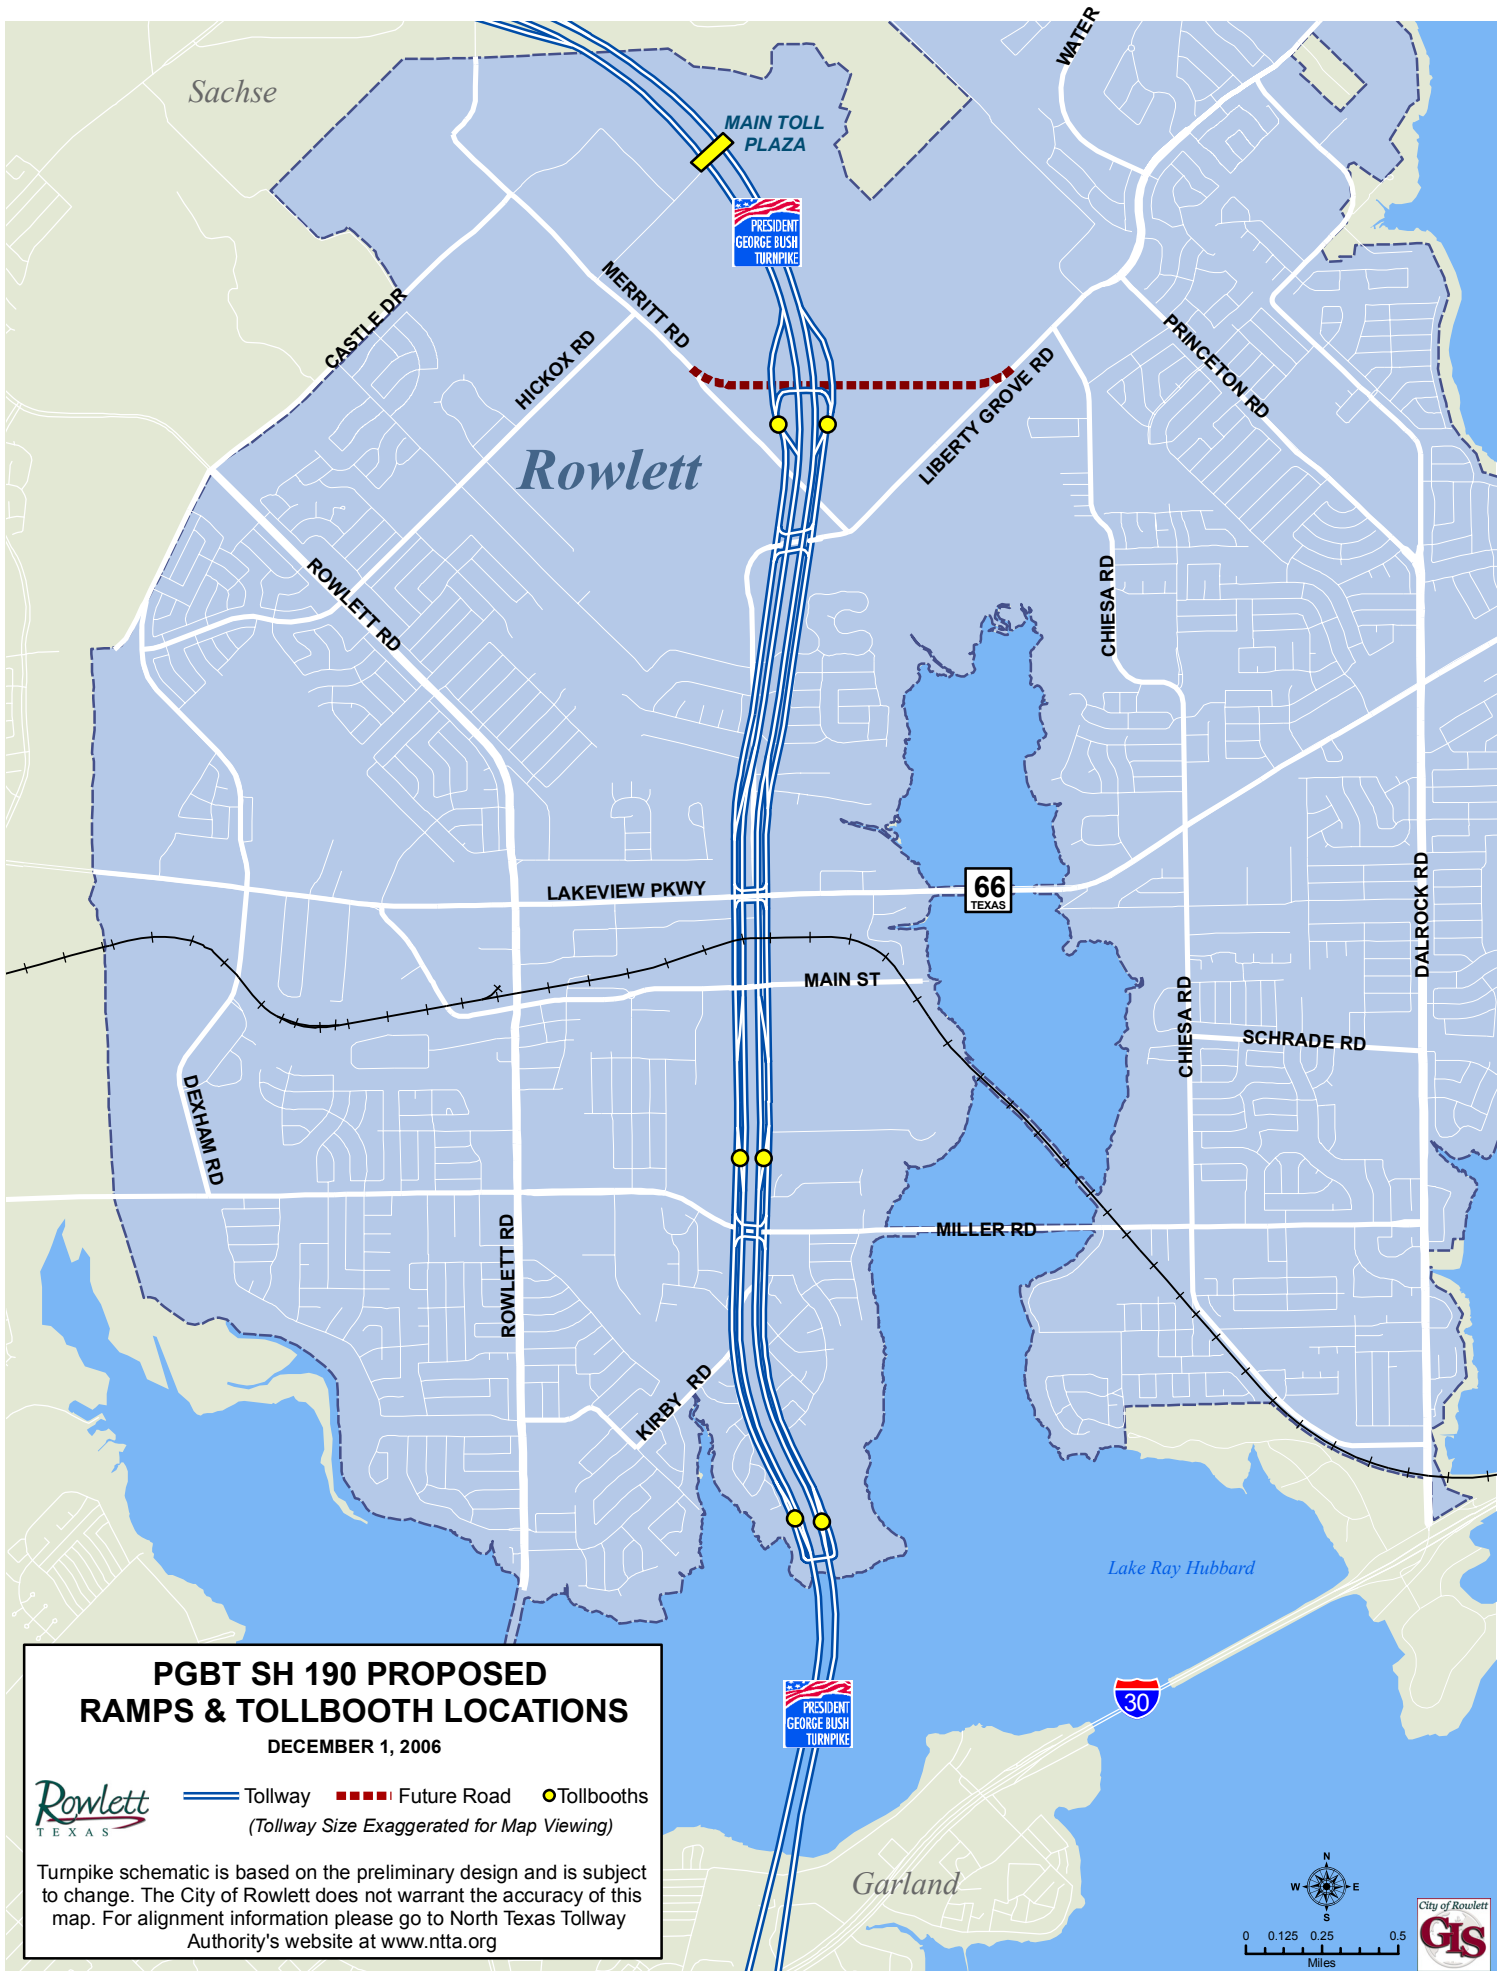 WATER
Sachse
MAIN TOLL
PLAZA
PRESIDENT
GEORGE BUSH
TURNPIKE
MERRITT RD
CASTLE DR
HICKOX RD
PRINCETON RD
LIBERTY GROVE RD
Rowlett
ROWLETT RD
CHIESA RD
LAKEVIEW PKWY
66
TEXAS
DALROCK RD
MAIN ST
CHIESA RD
SCHRADE RD
DEXHAM RD
MILLER RD
ROWLETT RD
KIRBY RD
Lake Ray Hubbard
PRESIDENT
GEORGE BUSH
TURNPIKE
30
Garland
PGBT SH 190 PROPOSED
RAMPS & TOLLBOOTH LOCATIONS
DECEMBER 1, 2006
Rowlett
TEXAS
Tollway
Future Road
Tollbooths
(Tollway Size Exaggerated for Map Viewing)
Turnpike schematic is based on the preliminary design and is subject
to change. The City of Rowlett does not warrant the accuracy of this
map. For alignment information please go to North Texas Tollway
Authority's website at www.ntta.org
N
W E
S
0 0.125 0.25 0.5
Miles
City of Rowlett
GIS